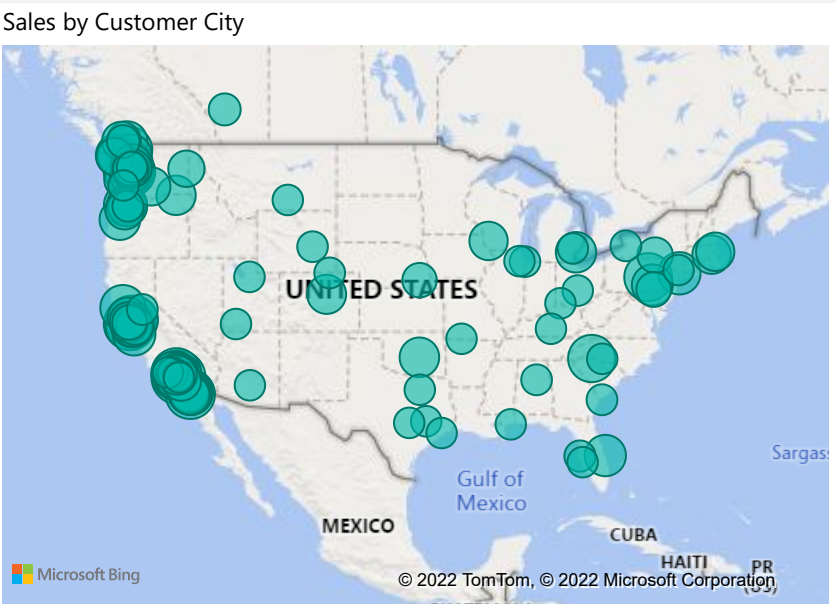 Sales by Customer City
UNITED STATES
Sargass
Gulf of
Mexico
MEXICO
CUBA
HAITI
PR
(US)
Microsoft Bing
© 2022 TomTom, © 2022 Microsoft Corporation